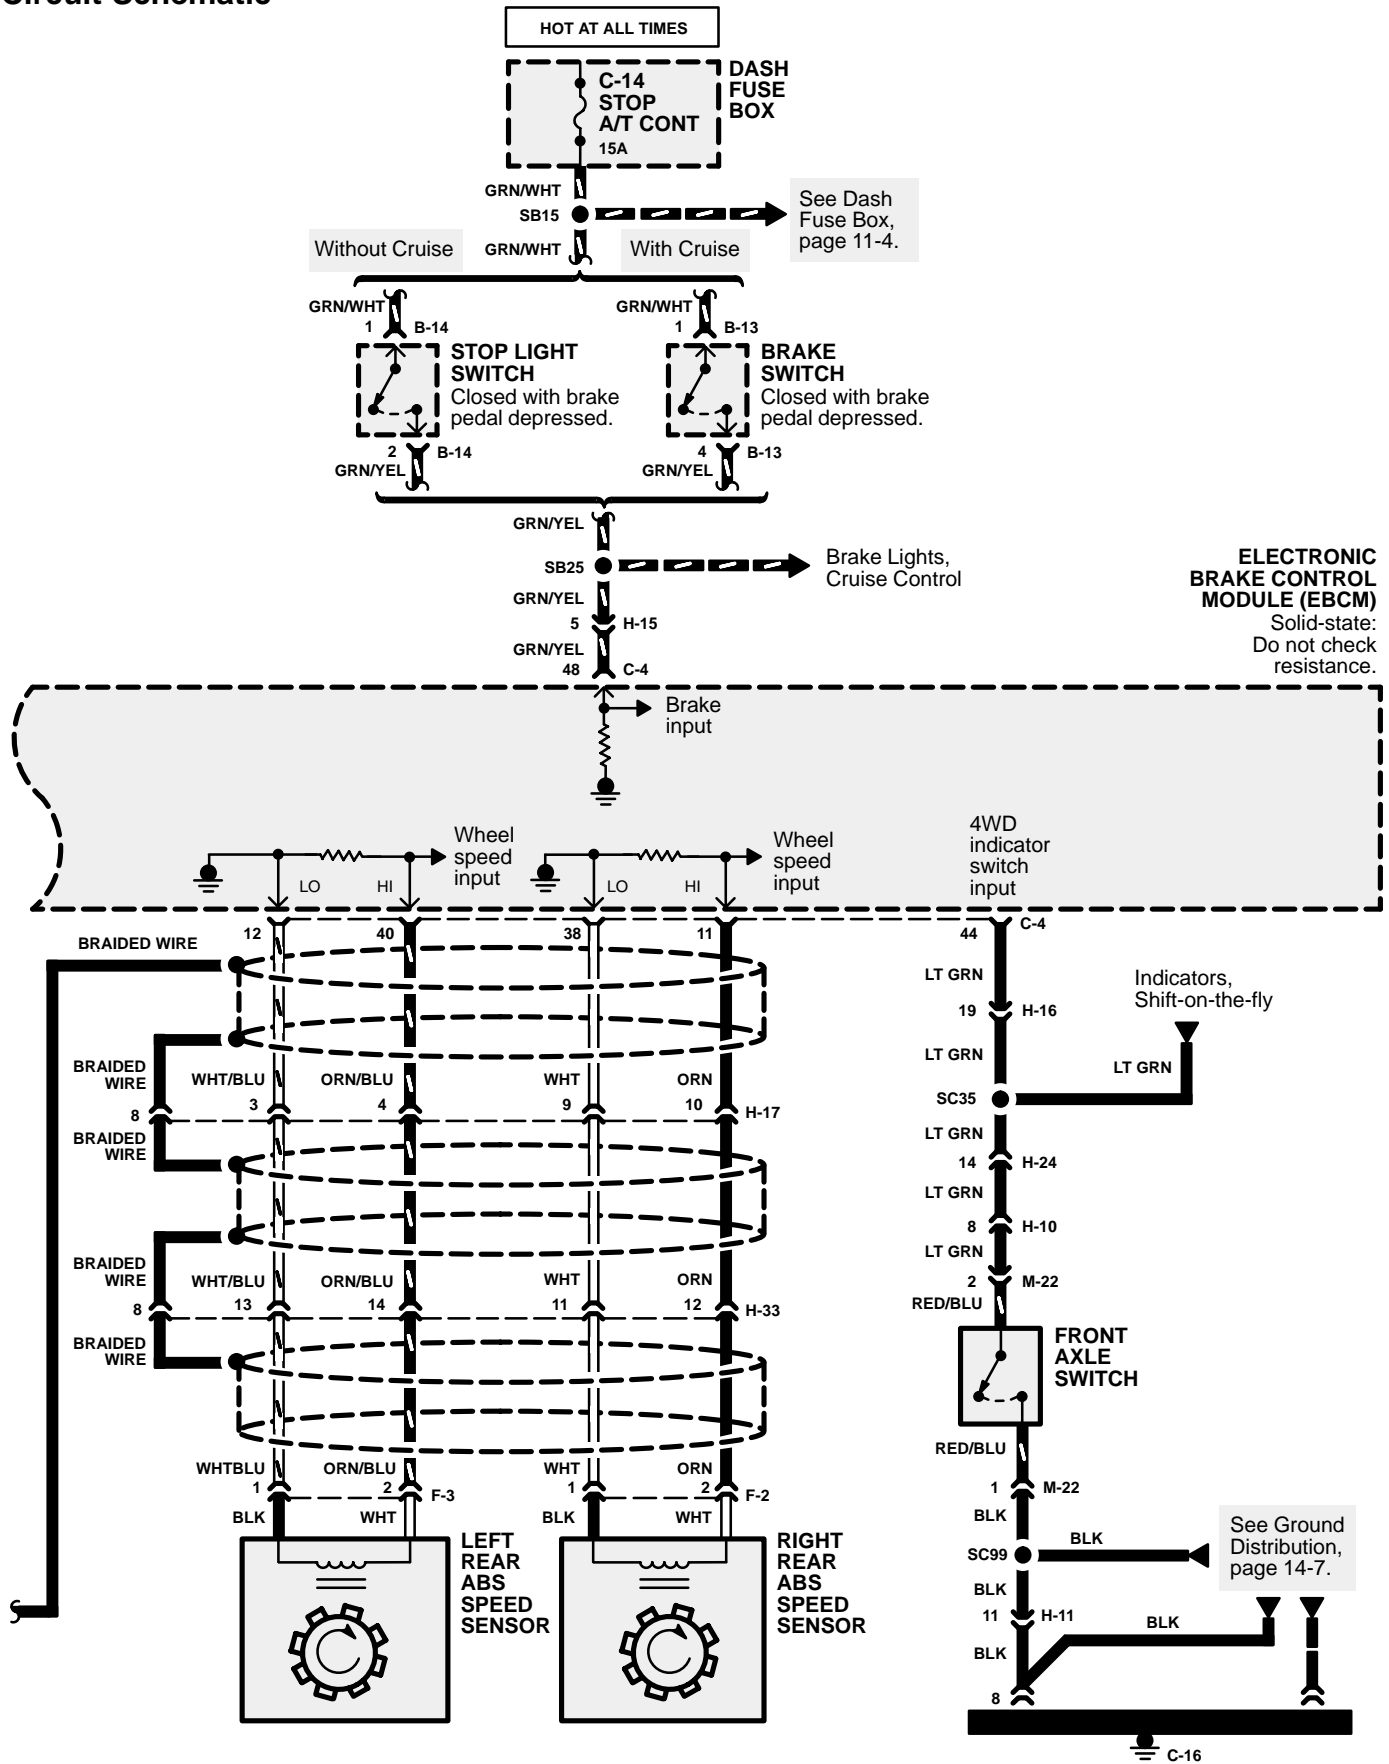 Circuit Schematic
HOT AT ALL TIMES
DASH
FUSE
BOX
C-14
STOP
A/T CONT
15A
GRN/WHT
SB15
See Dash
Fuse Box,
page 11-4.
Without Cruise
GRN/WHT
With Cruise
GRN/WHT
1
B-14
GRN/WHT
1
B-13
STOP LIGHT
SWITCH
Closed with brake
pedal depressed.
BRAKE
SWITCH
Closed with brake
pedal depressed.
2
B-14
GRN/YEL
4
B-13
GRN/YEL
GRN/YEL
SB25
Brake Lights,
Cruise Control
GRN/YEL
5
H-15
GRN/YEL
48
C-4
ELECTRONIC
BRAKE CONTROL
MODULE (EBCM)
Solid-state:
Do not check
resistance.
Brake
input
Wheel
speed
input
LO
HI
Wheel
speed
input
LO
HI
4WD
indicator
switch
input
12
40
38
11
44
C-4
BRAIDED WIRE
LT GRN
19
H-16
Indicators,
Shift-on-the-fly
LT GRN
LT GRN
SC35
BRAIDED
WIRE
WHT/BLU
ORN/BLU
WHT
ORN
8
3
4
9
10
H-17
BRAIDED
WIRE
LT GRN
14
H-24
LT GRN
8
H-10
LT GRN
2
M-22
RED/BLU
BRAIDED
WIRE
WHT/BLU
ORN/BLU
WHT
ORN
8
13
14
11
12
H-33
BRAIDED
WIRE
FRONT
AXLE
SWITCH
RED/BLU
1
M-22
BLK
SC99
BLK
See Ground
Distribution,
page 14-7.
BLK
11
H-11
BLK
BLK
8
C-16
WHTBLU
ORN/BLU
WHT
ORN
1
2
F-3
1
2
F-2
BLK
WHT
BLK
WHT
LEFT
REAR
ABS
SPEED
SENSOR
RIGHT
REAR
ABS
SPEED
SENSOR